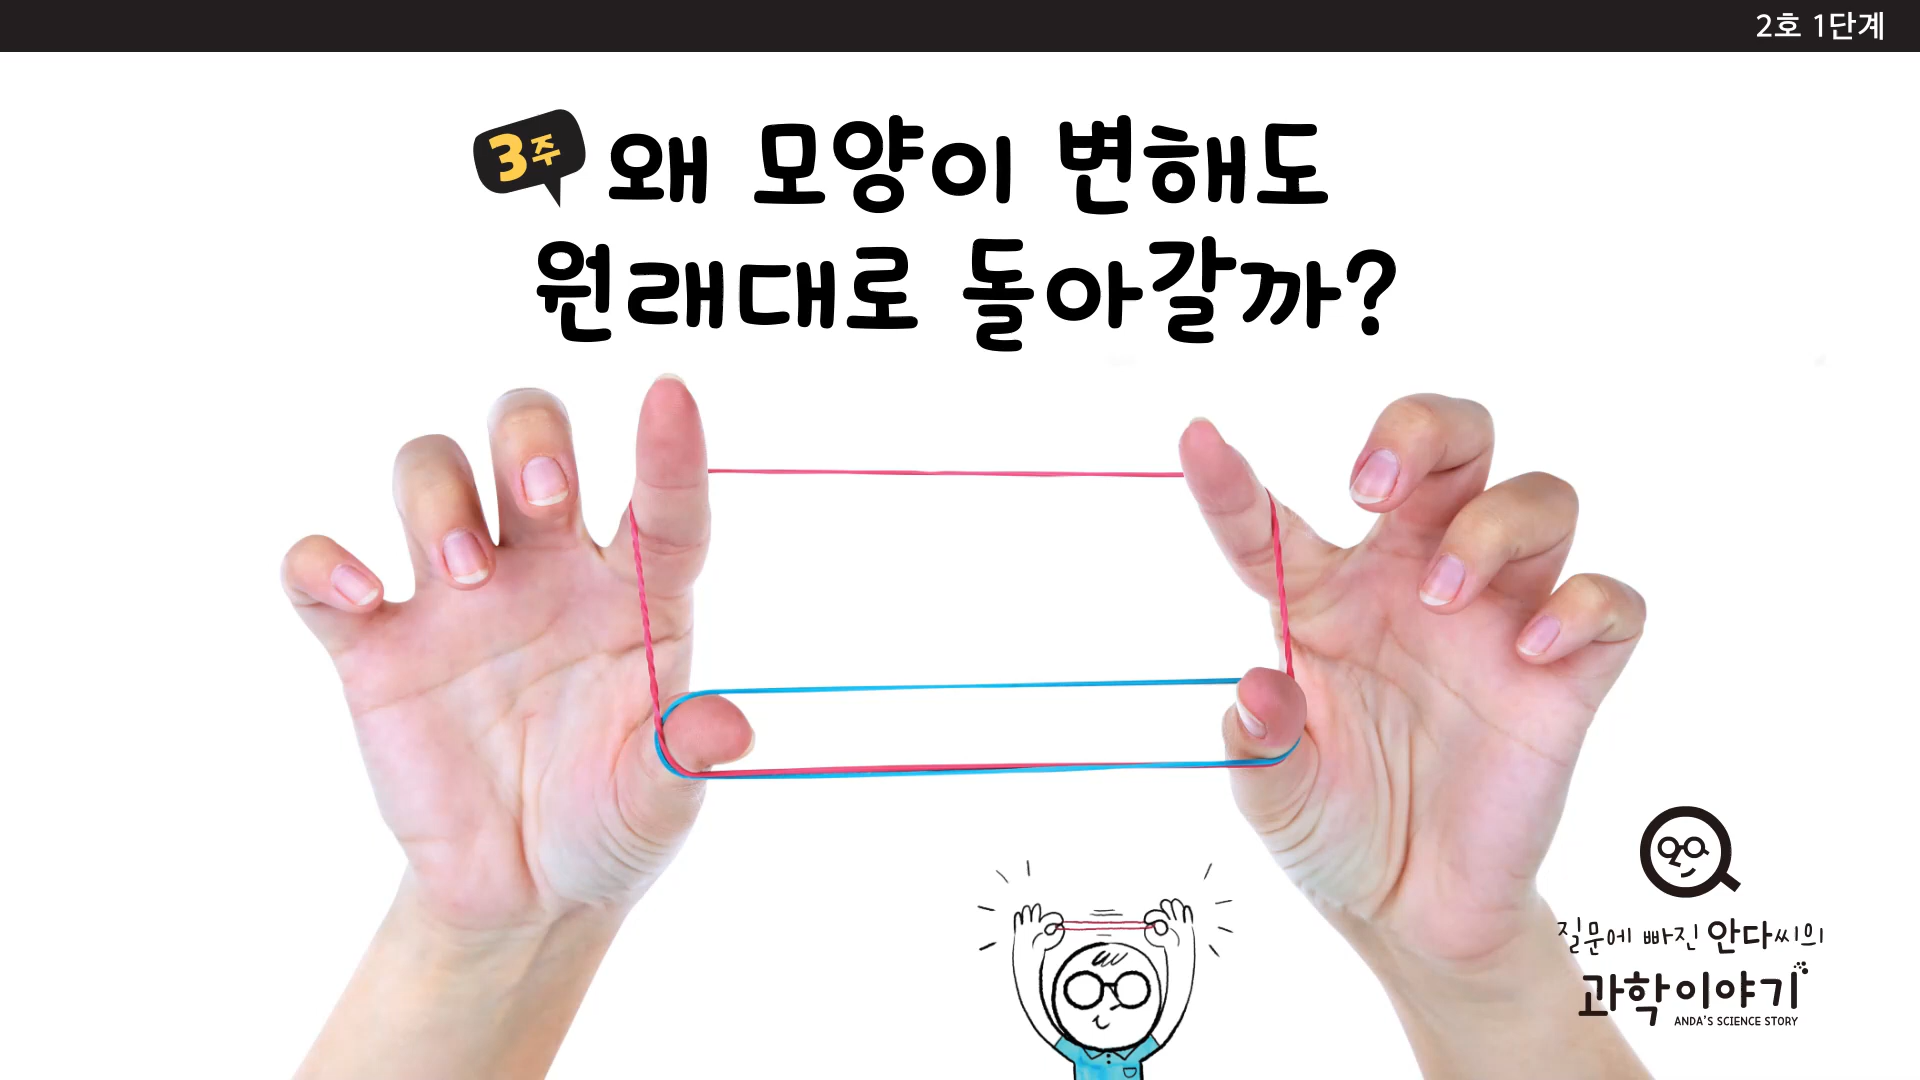 2호 1단계
3주 왜 모양이 변해도
원래대로 돌아갈까?
질문에 빠진 안다씨의
과학이야기
ANDA'S SCIENCE STORY